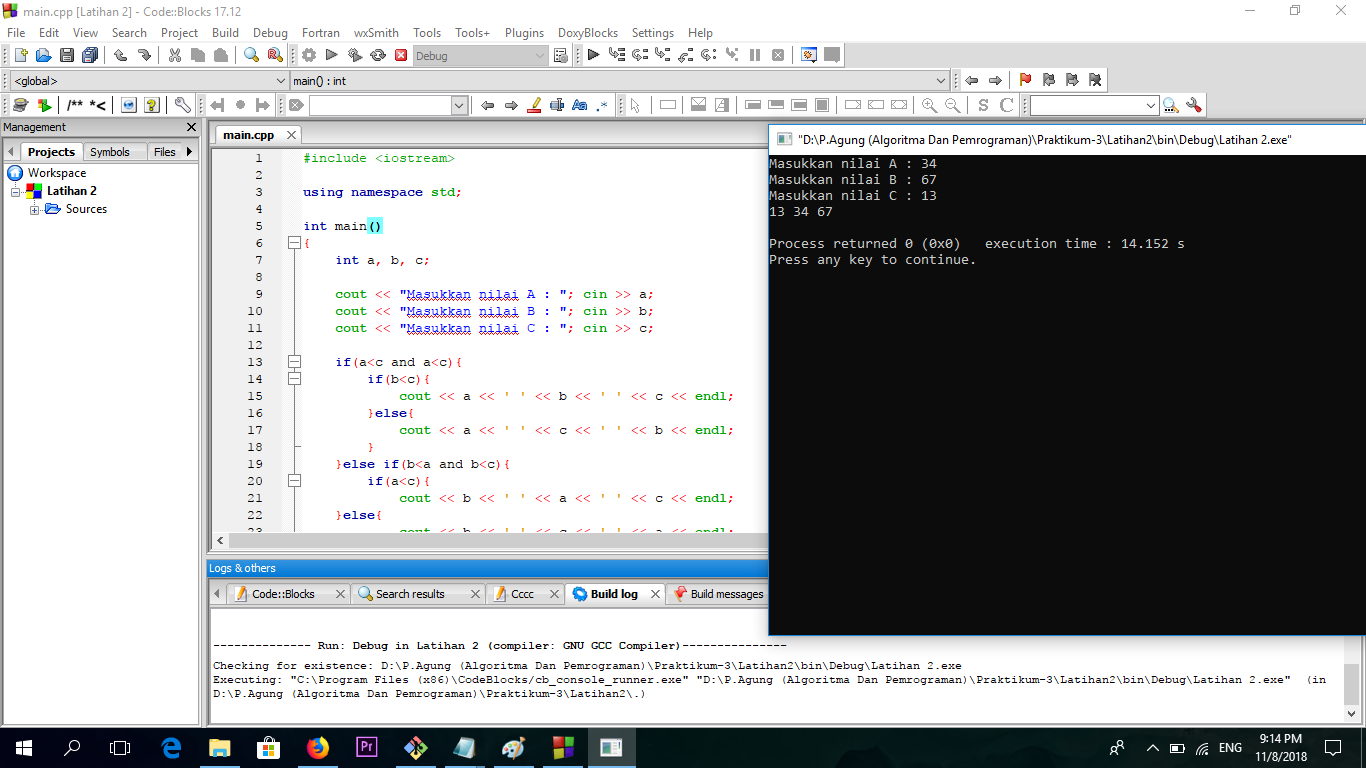 main.cpp [Latihan 2] - Code::Blocks 17.12
File Edit View Search Project Build Debug Fortran wxSmith Tools Tools+ Plugins DoxyBlocks Settings Help
Debug
<global> main() : int
/** *<
Aa .*
S C
Management
Projects Symbols Files
Workspace
Latihan 2
Sources
main.cpp
1 #include <iostream>
2
3 using namespace std;
4
5 int main()
6 {
7 int a, b, c;
8
9 cout << "Masukkan nilai A : "; cin >> a;
10 cout << "Masukkan nilai B : "; cin >> b;
11 cout << "Masukkan nilai C : "; cin >> c;
12
13 if(a<c and a<c){
14 if(b<c){
15 cout << a << ' ' << b << ' ' << c << endl;
16 }else{
17 cout << a << ' ' << c << ' ' << b << endl;
18 }
19 }else if(b<a and b<c){
20 if(a<c){
21 cout << b << ' ' << a << ' ' << c << endl;
22 }else{
23 cout << b << ' ' << c << ' ' << a << endl;
"D:\P.Agung (Algoritma Dan Pemrograman)\Praktikum-3\Latihan2\bin\Debug\Latihan 2.exe"
Masukkan nilai A : 34
Masukkan nilai B : 67
Masukkan nilai C : 13
13 34 67
Process returned 0 (0x0) execution time : 14.152 s
Press any key to continue.
Logs & others
Code::Blocks Search results Cccc Build log Build messages
-------------- Run: Debug in Latihan 2 (compiler: GNU GCC Compiler)---------------
Checking for existence: D:\P.Agung (Algoritma Dan Pemrograman)\Praktikum-3\Latihan2\bin\Debug\Latihan 2.exe
Executing: "C:\Program Files (x86)\CodeBlocks/cb_console_runner.exe" "D:\P.Agung (Algoritma Dan Pemrograman)\Praktikum-3\Latihan2\bin\Debug\Latihan 2.exe" (in
D:\P.Agung (Algoritma Dan Pemrograman)\Praktikum-3\Latihan2\.)
Pr
ENG
9:14 PM
11/8/2018